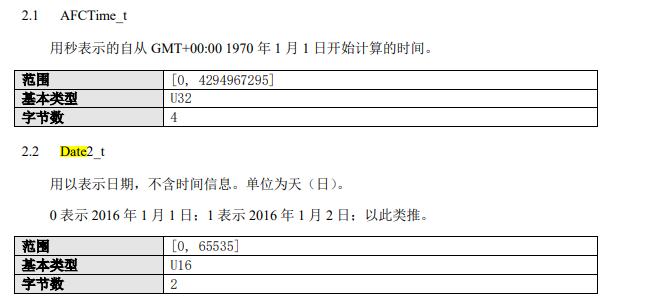 2.1 AFCTime_t
用秒表示的自从 GMT+00:00 1970 年 1 月 1 日开始计算的时间。
范围 [0, 4294967295]
基本类型 U32
字节数 4
2.2 Date2_t
用以表示日期，不含时间信息。单位为天（日）。
0 表示 2016 年 1 月 1 日；1 表示 2016 年 1 月 2 日；以此类推。
范围 [0, 65535]
基本类型 U16
字节数 2